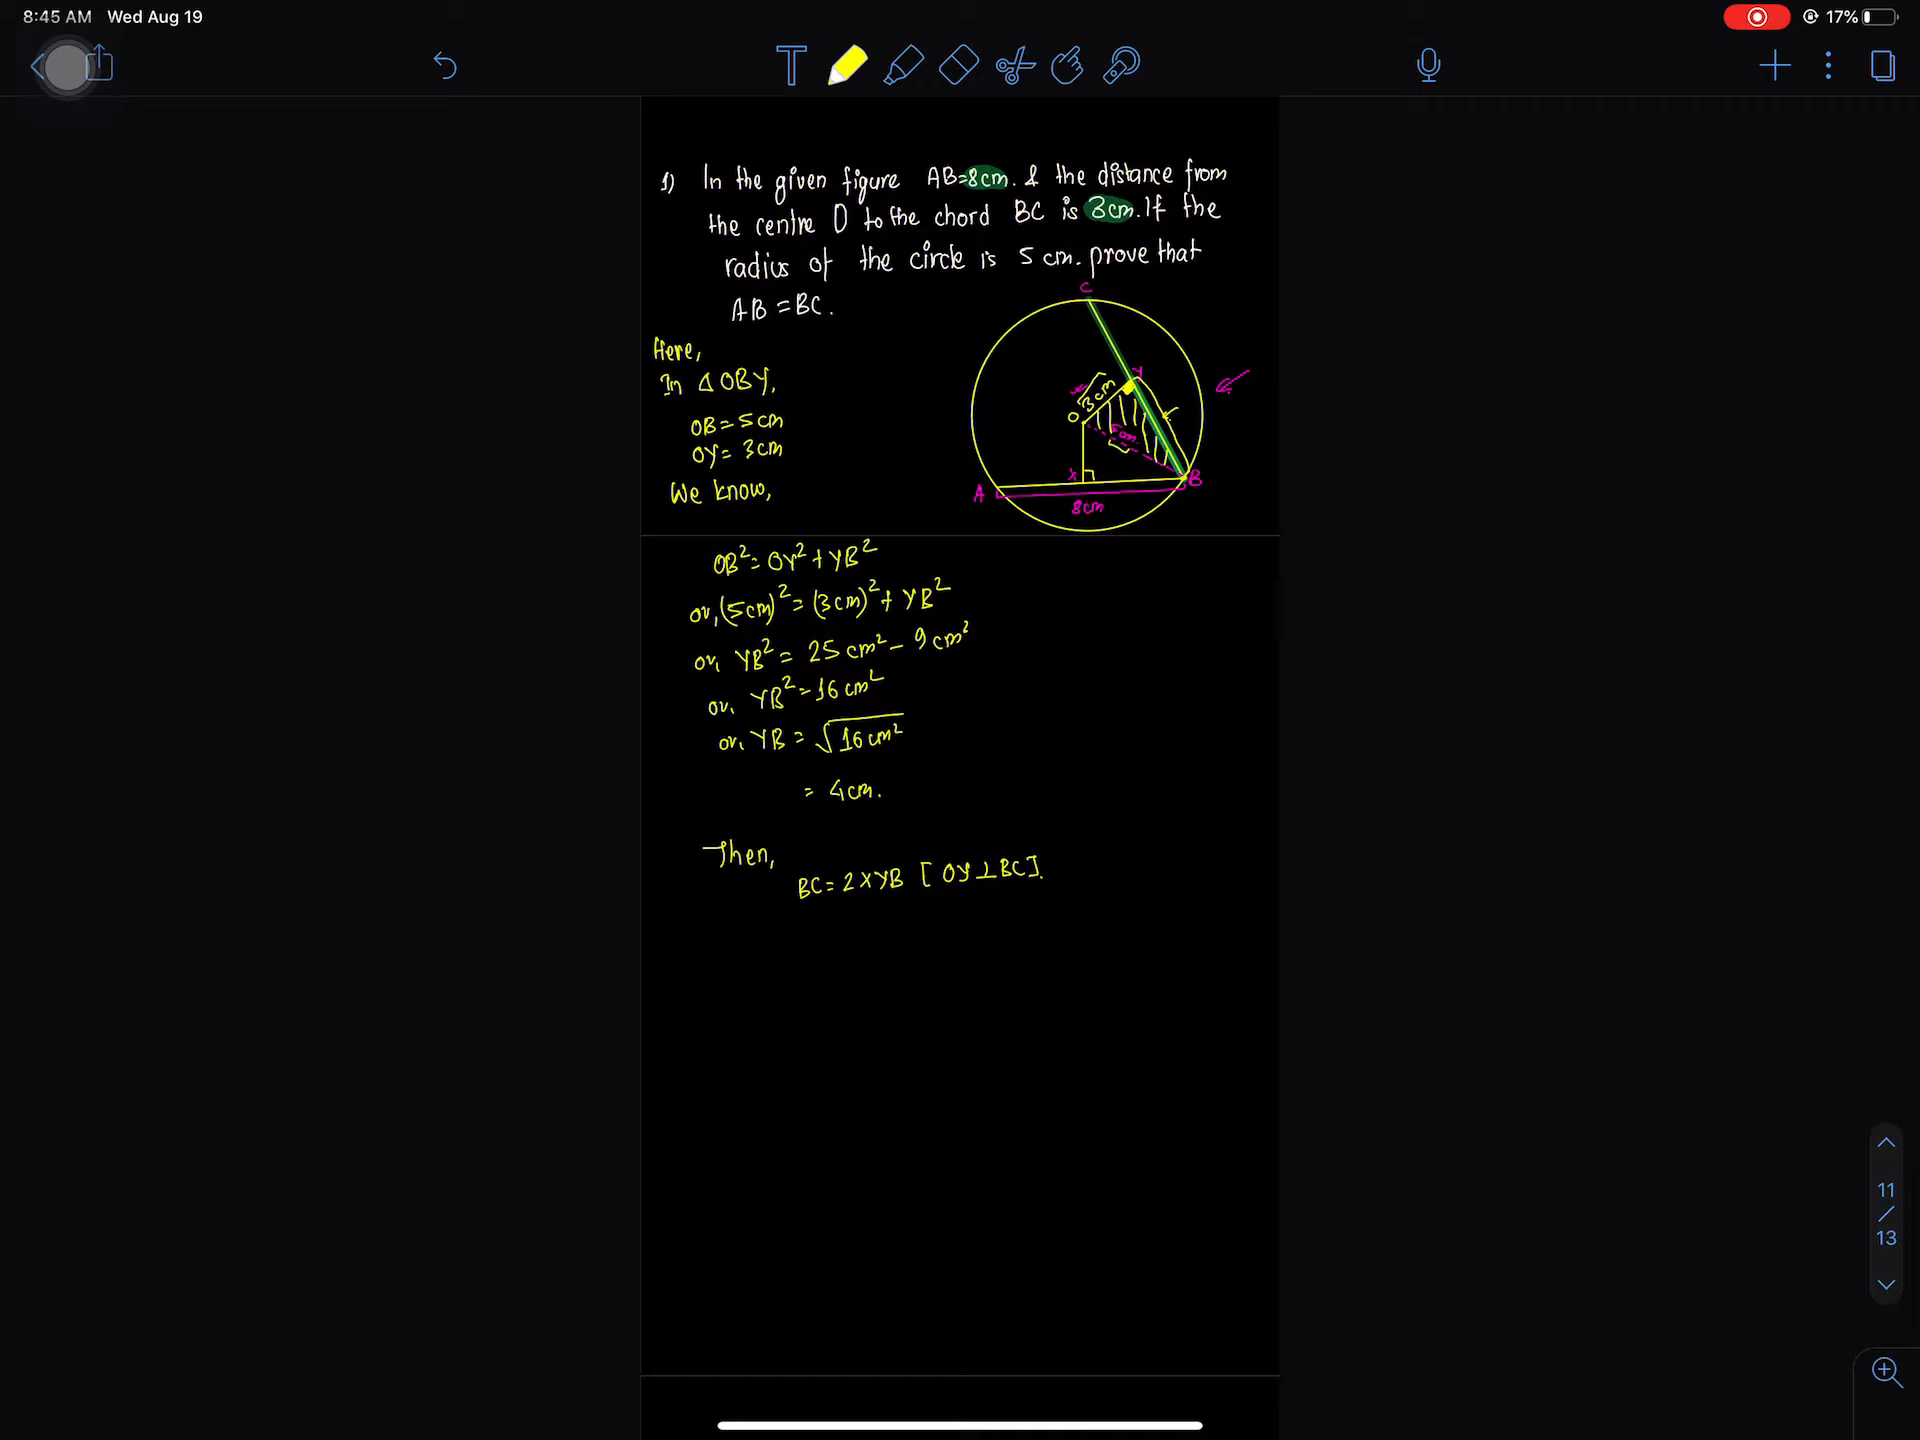 8:45 AM Wed Aug 19
17%
1) In the given figure AB=8cm. & the distance from
the centre O to the chord BC is 3cm. If the
radius of the circle is 5 cm. prove that
AB = BC.
C
Here,
In △OBY,
OB = 5cm
OY = 3cm
We know,
Y
3cm
O
5cm
X
B
A
8cm
OB² = OY² + YB²
or, (5cm)² = (3cm)² + YB²
or, YB² = 25 cm² - 9 cm²
or, YB² = 16 cm²
or, YB = √16cm²
= 4cm.
Then,
BC = 2 X YB [ OY ⊥ BC ].
11
/
13